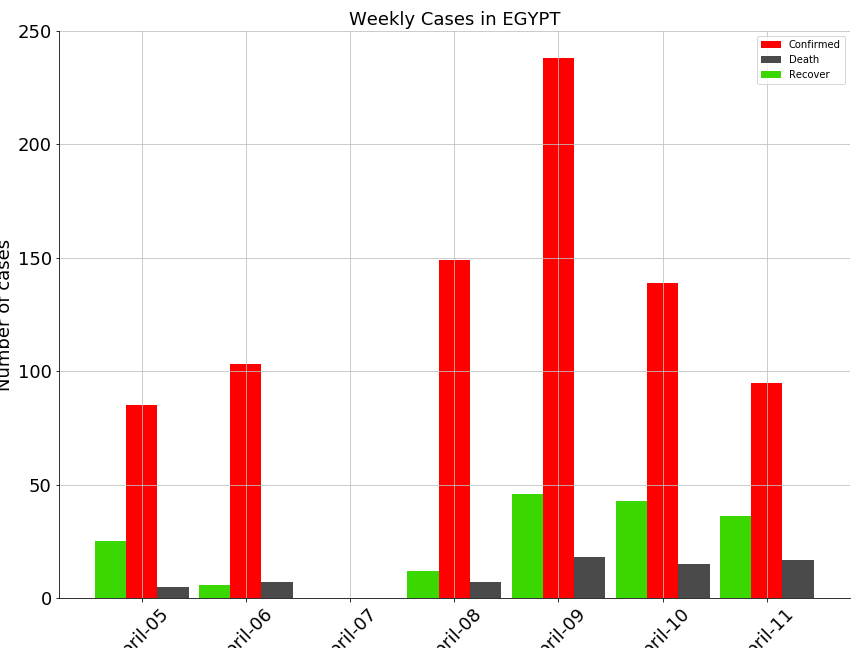 Weekly Cases in EGYPT
Confirmed
Death
Recover
Number of cases
250
200
150
100
50
0
pril-05
pril-06
pril-07
pril-08
pril-09
pril-10
pril-11